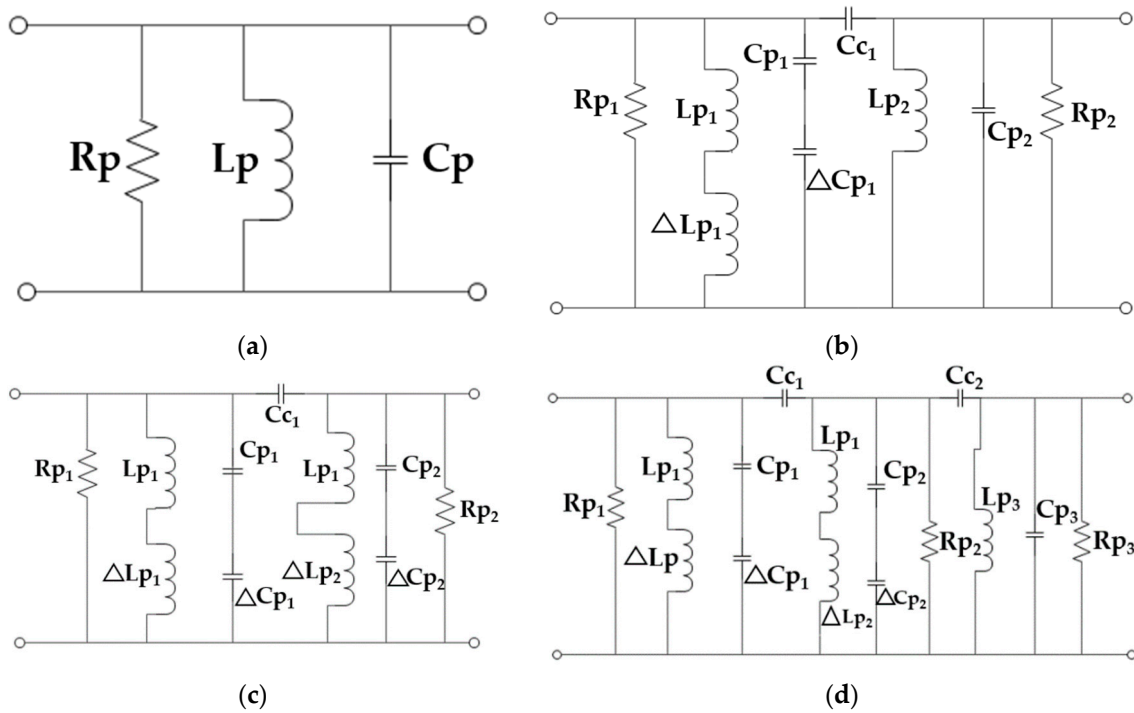 Rp Lp Cp
(a)
Cc₁
Cp₁
Rp₁ Lp₁ Lp₂ Cp₂ Rp₂
△Cp₁
△Lp₁
(b)
Cc₁
Cp₁
Rp₁ Lp₁ Lp₁ Cp₂
Rp₂
△Lp₁ △Cp₁ △Lp₂ △Cp₂
(c)
Cc₁ Cc₂
Lp₁
Lp₁ Cp₁ Cp₂
Rp₁ Lp₃ Cp₃
△Lp △Cp₁ Rp₂ Rp₃
△Lp₂ △Cp₂
(d)